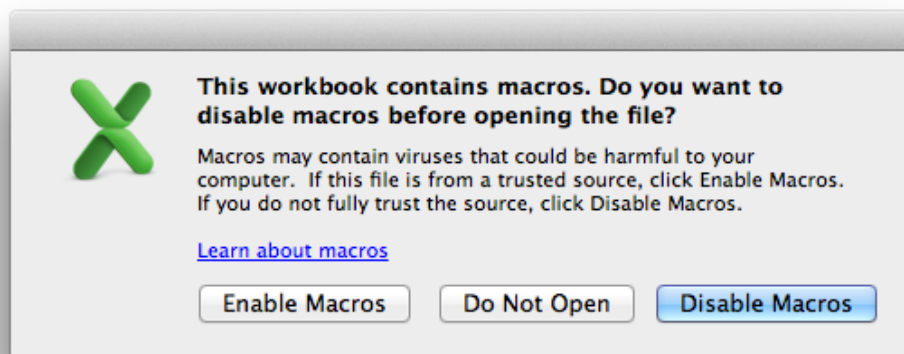 This workbook contains macros. Do you want to
disable macros before opening the file?
Macros may contain viruses that could be harmful to your
computer.  If this file is from a trusted source, click Enable Macros.
If you do not fully trust the source, click Disable Macros.
Learn about macros
Enable Macros Do Not Open Disable Macros